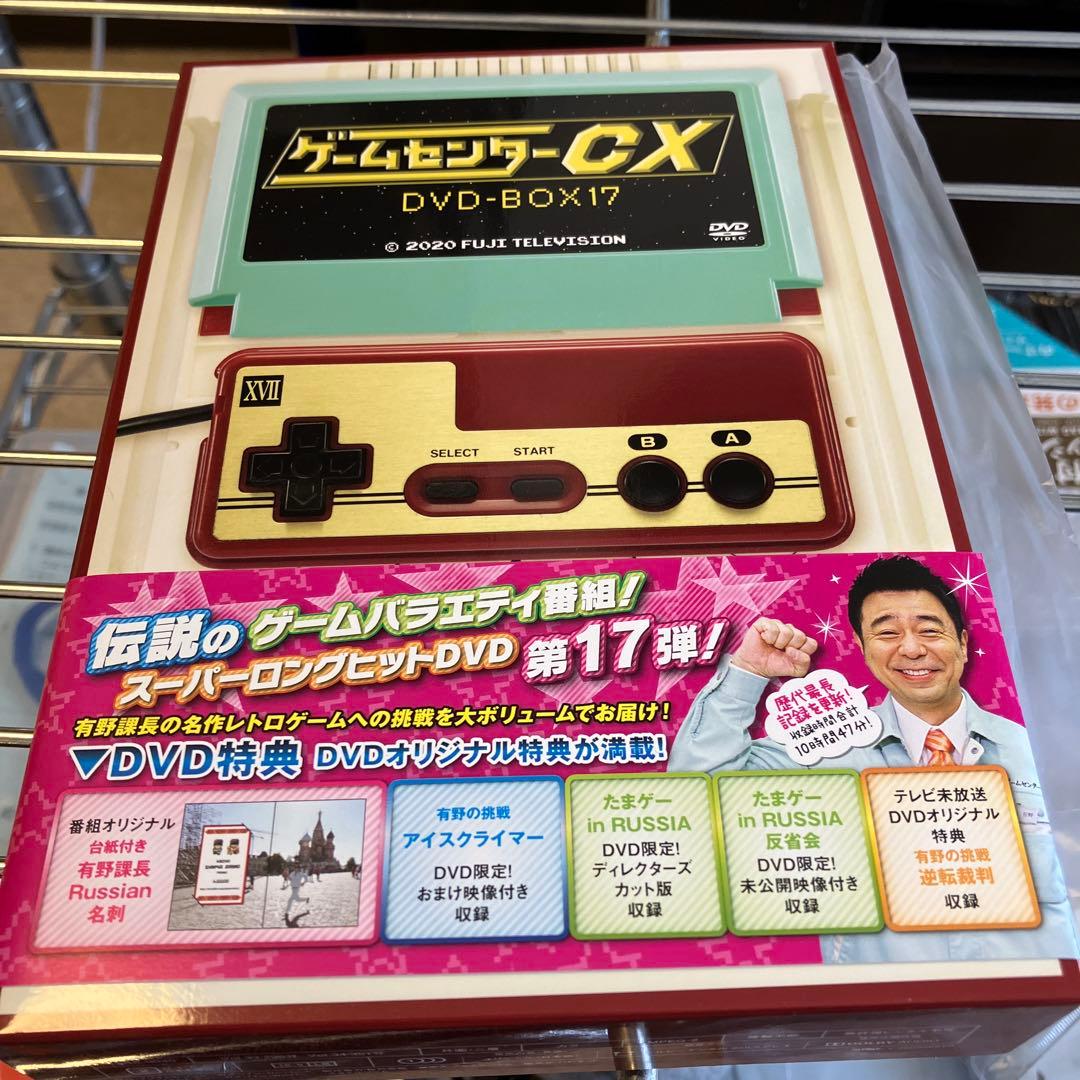 ゲームセンターCX
DVD-BOX17
© 2020 FUJI TELEVISION
DVD
VIDEO
XVII
SELECT
START
B
A
伝説の ゲームバラエティ番組!
スーパーロングヒットDVD 第17弾!
有野課長の名作レトロゲームへの挑戦を大ボリュームでお届け!
▼DVD特典 DVDオリジナル特典が満載!
歴代最長
記録を更新!
収録時間合計
10時間47分!
番組オリジナル
台紙付き
有野課長
Russian
名刺
有野の挑戦
アイスクライマー
DVD限定!
おまけ映像付き
収録
たまゲー
in RUSSIA
DVD限定!
ディレクターズ
カット版
収録
たまゲー
in RUSSIA
反省会
DVD限定!
未公開映像付き
収録
テレビ未放送
DVDオリジナル
特典
有野の挑戦
逆転裁判
収録